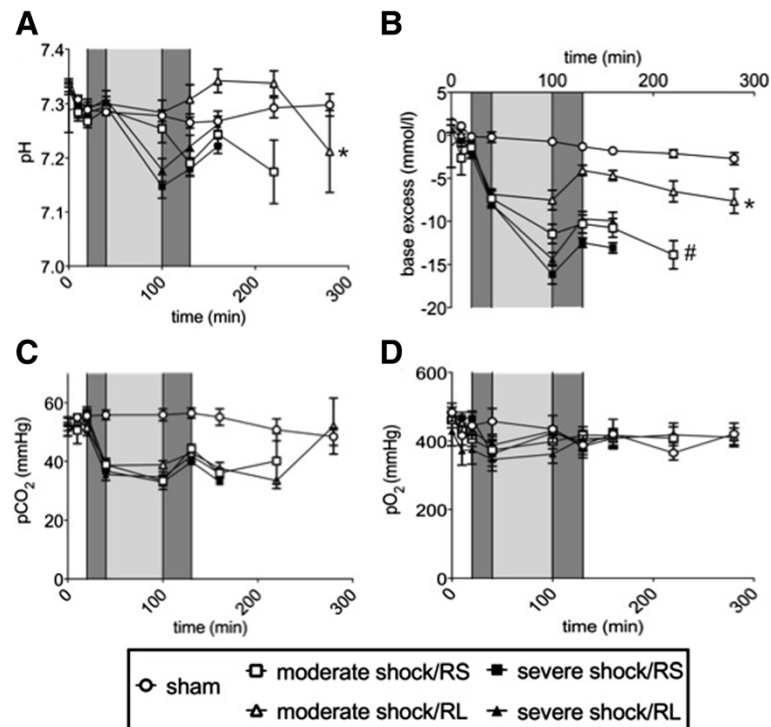 A
pH
7.4
7.3
7.2
7.1
7.0
*
0
100
200
300
time (min)
B
time (min)
0
100
200
300
base excess (mmol/l)
5
0
-5
-10
-15
-20
*
#
C
pCO2 (mmHg)
60
40
20
0
0
100
200
300
time (min)
D
pO2 (mmHg)
600
400
200
0
0
100
200
300
time (min)
sham
moderate shock/RS
severe shock/RS
moderate shock/RL
severe shock/RL